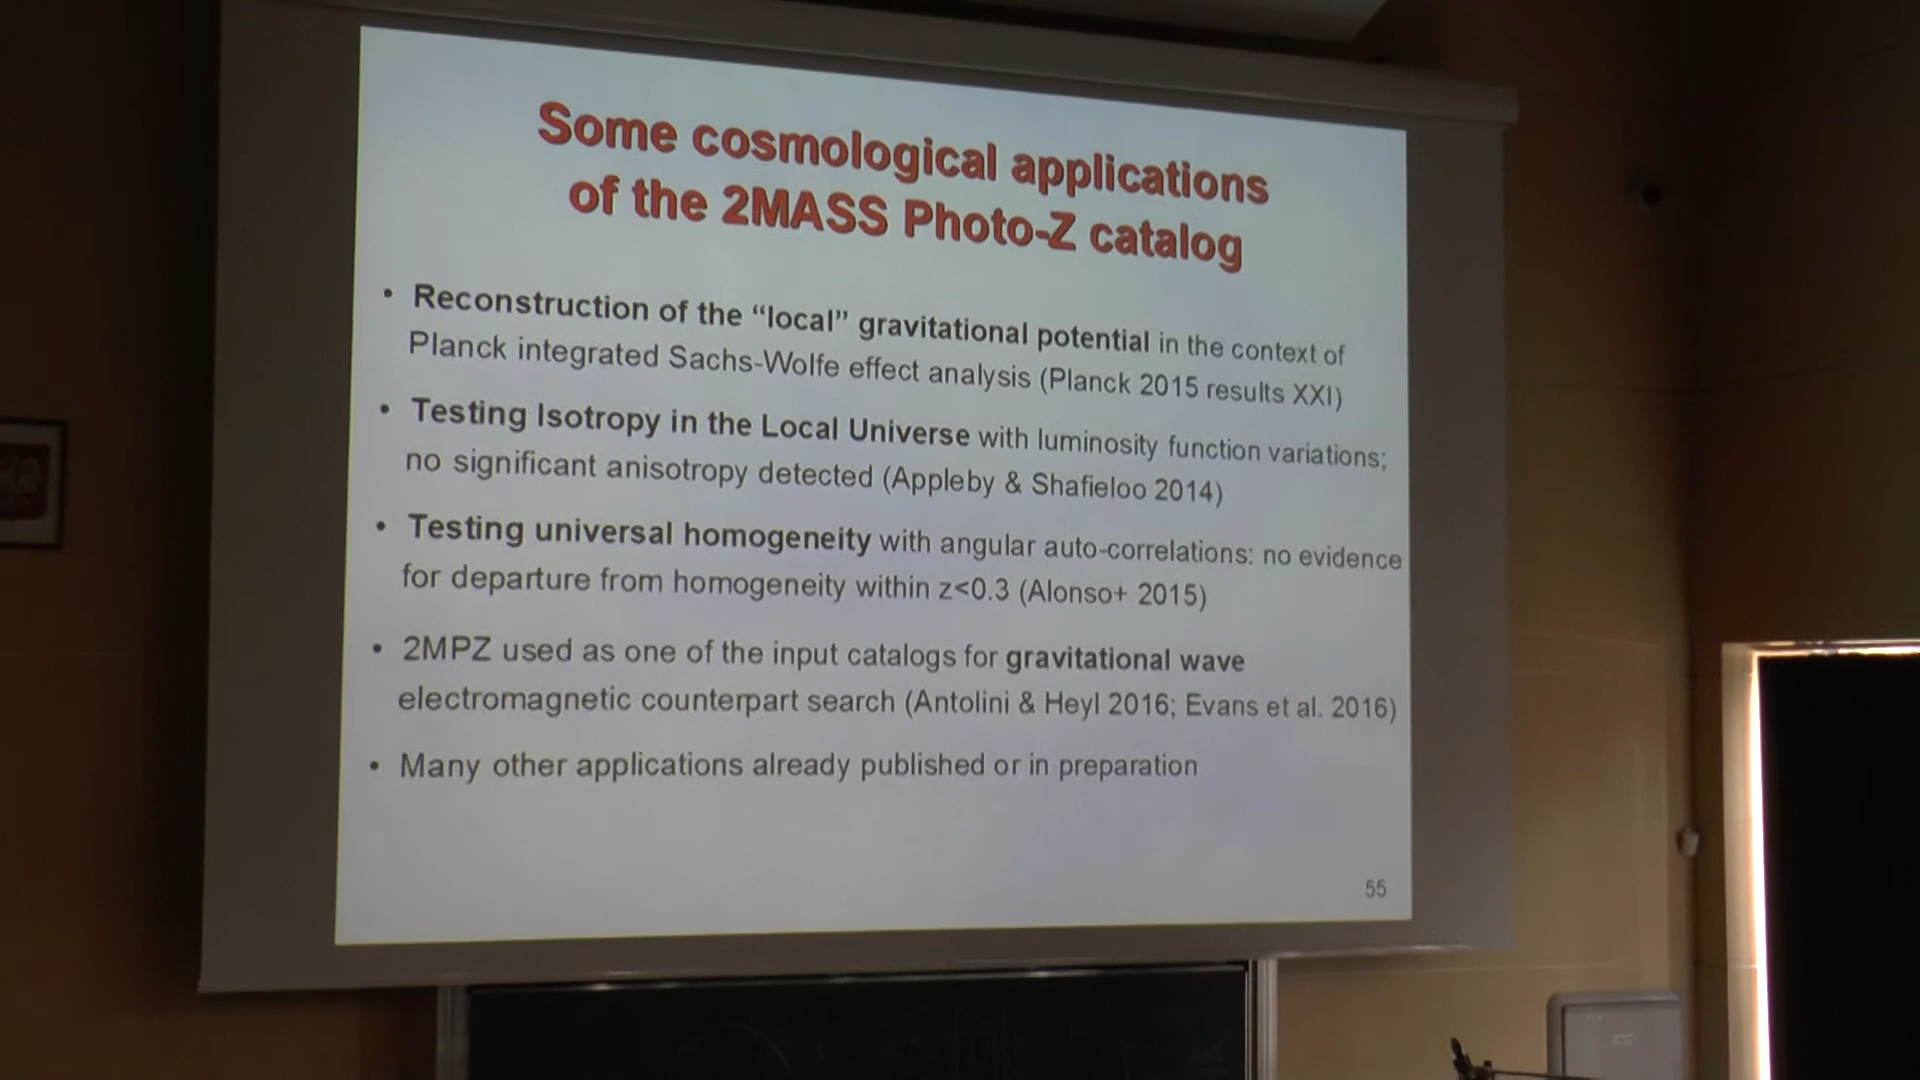 Some cosmological applications
of the 2MASS Photo-Z catalog
• Reconstruction of the “local” gravitational potential in the context of
Planck integrated Sachs-Wolfe effect analysis (Planck 2015 results XXI)
• Testing Isotropy in the Local Universe with luminosity function variations;
no significant anisotropy detected (Appleby & Shafieloo 2014)
• Testing universal homogeneity with angular auto-correlations: no evidence
for departure from homogeneity within z<0.3 (Alonso+ 2015)
• 2MPZ used as one of the input catalogs for gravitational wave
electromagnetic counterpart search (Antolini & Heyl 2016; Evans et al. 2016)
• Many other applications already published or in preparation
55